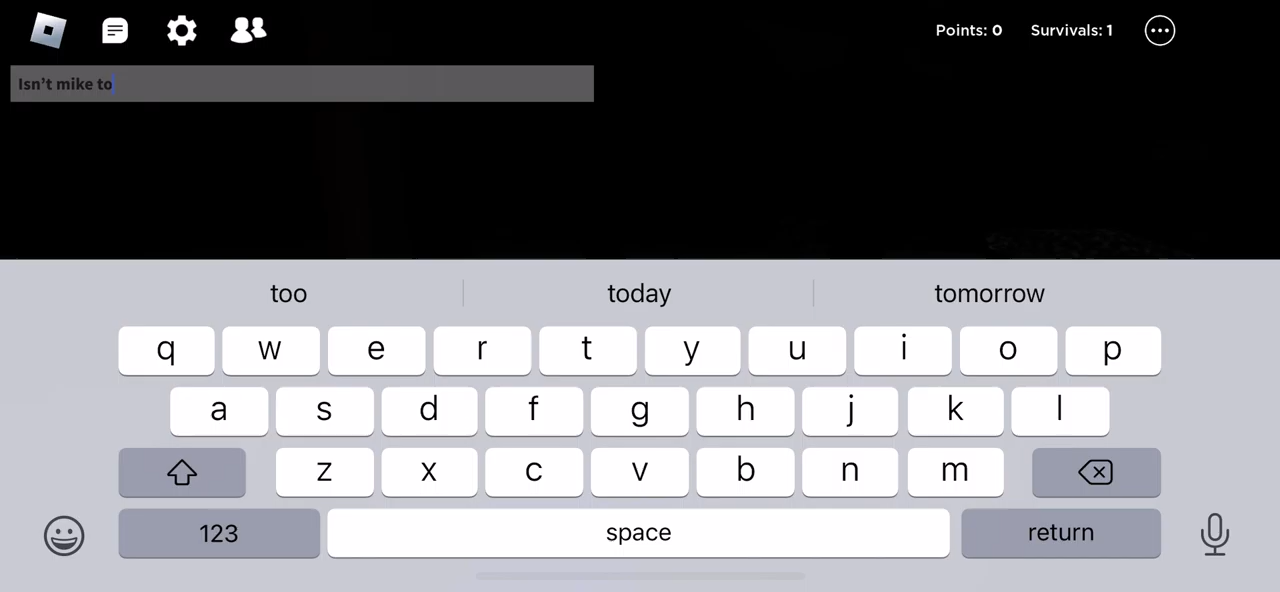 Points: 0 Survivals: 1
Isn't mike to
too today tomorrow
q w e r t y u i o p
a s d f g h j k l
z x c v b n m
123 space return